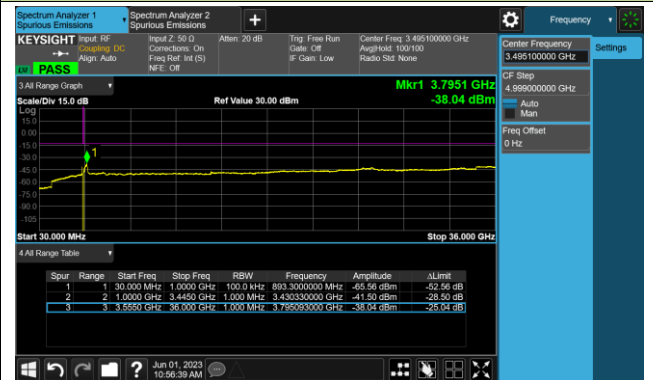 Spectrum Analyzer 1
Spurious Emissions
Spectrum Analyzer 2
Spurious Emissions
Frequency
KEYSIGHT
Input: RF
Coupling: DC
Align: Auto
Input Z: 50 Ω
Corrections: On
Freq Ref: Int (S)
NFE: Off
Atten: 20 dB
Trig: Free Run
Gate: Off
IF Gain: Low
Center Freq: 3.495100000 GHz
Avg|Hold: 100/100
Radio Std: None
PASS
Center Frequency
3.495100000 GHz
Settings
CF Step
4.999000000 GHz
Auto
Man
Freq Offset
0 Hz
3 All Range Graph
Mkr1 3.7951 GHz
Scale/Div 15.0 dB
Ref Value 30.00 dBm
-38.04 dBm
Log
15.0
0.00
-15.0
-30.0
-45.0
-60.0
-75.0
-90.0
-105
1
Start 30.000 MHz
Stop 36.000 GHz
4 All Range Table
Spur Range Start Freq Stop Freq RBW Frequency Amplitude ΔLimit
1 1 30.000 MHz 1.0000 GHz 100.0 kHz 893.3000000 MHz -65.56 dBm -52.56 dB
2 2 1.0000 GHz 3.4450 GHz 1.000 MHz 3.430330000 GHz -41.50 dBm -28.50 dB
3 3 3.5550 GHz 36.000 GHz 1.000 MHz 3.795093000 GHz -38.04 dBm -25.04 dB
?
Jun 01, 2023
10:56:39 AM